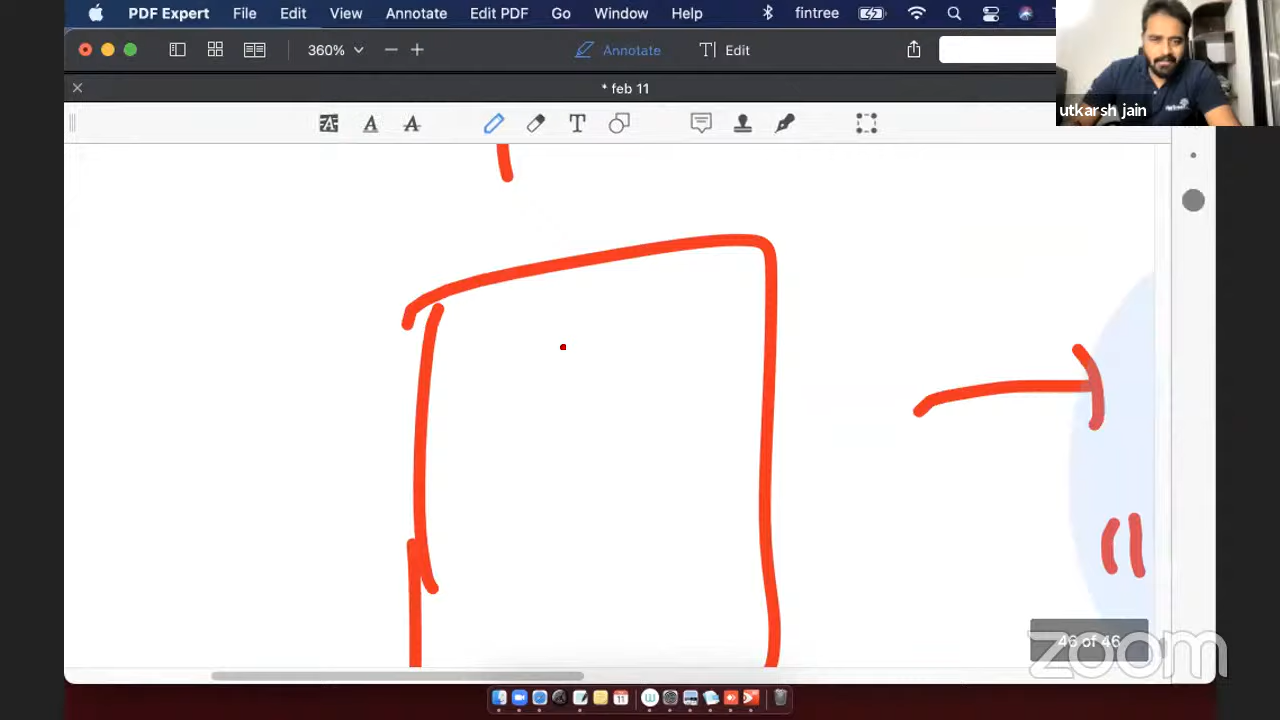 PDF Expert File Edit View Annotate Edit PDF Go Window Help fintree
utkarsh jain
360% Annotate T Edit
* feb 11
A A A T
46 of 46
zoom
11